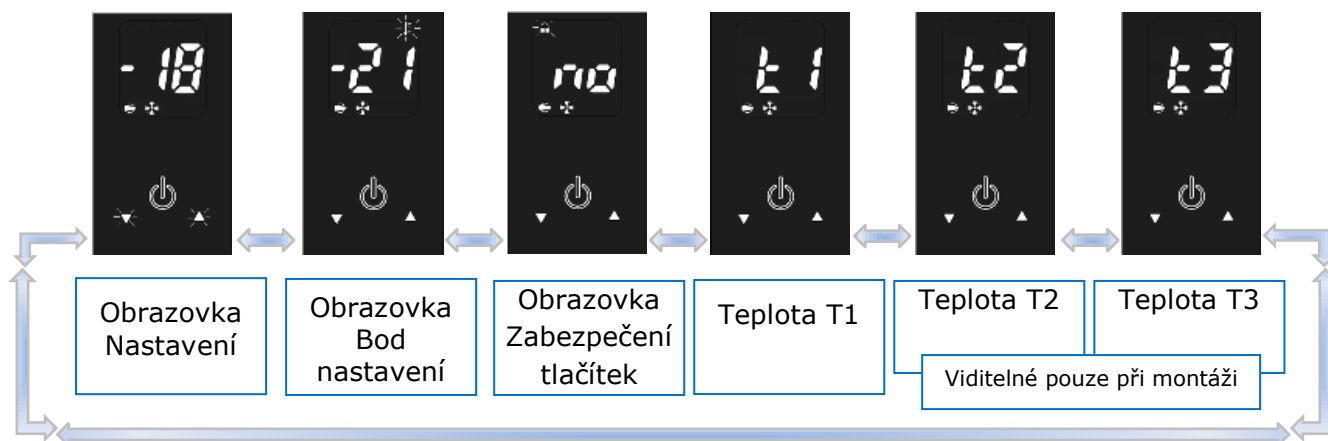 -18
-21
no
t1
t2
t3
Obrazovka
Nastavení
Obrazovka
Bod
nastavení
Obrazovka
Zabezpečení
tlačítek
Teplota T1
Teplota T2
Teplota T3
Viditelné pouze při montáži